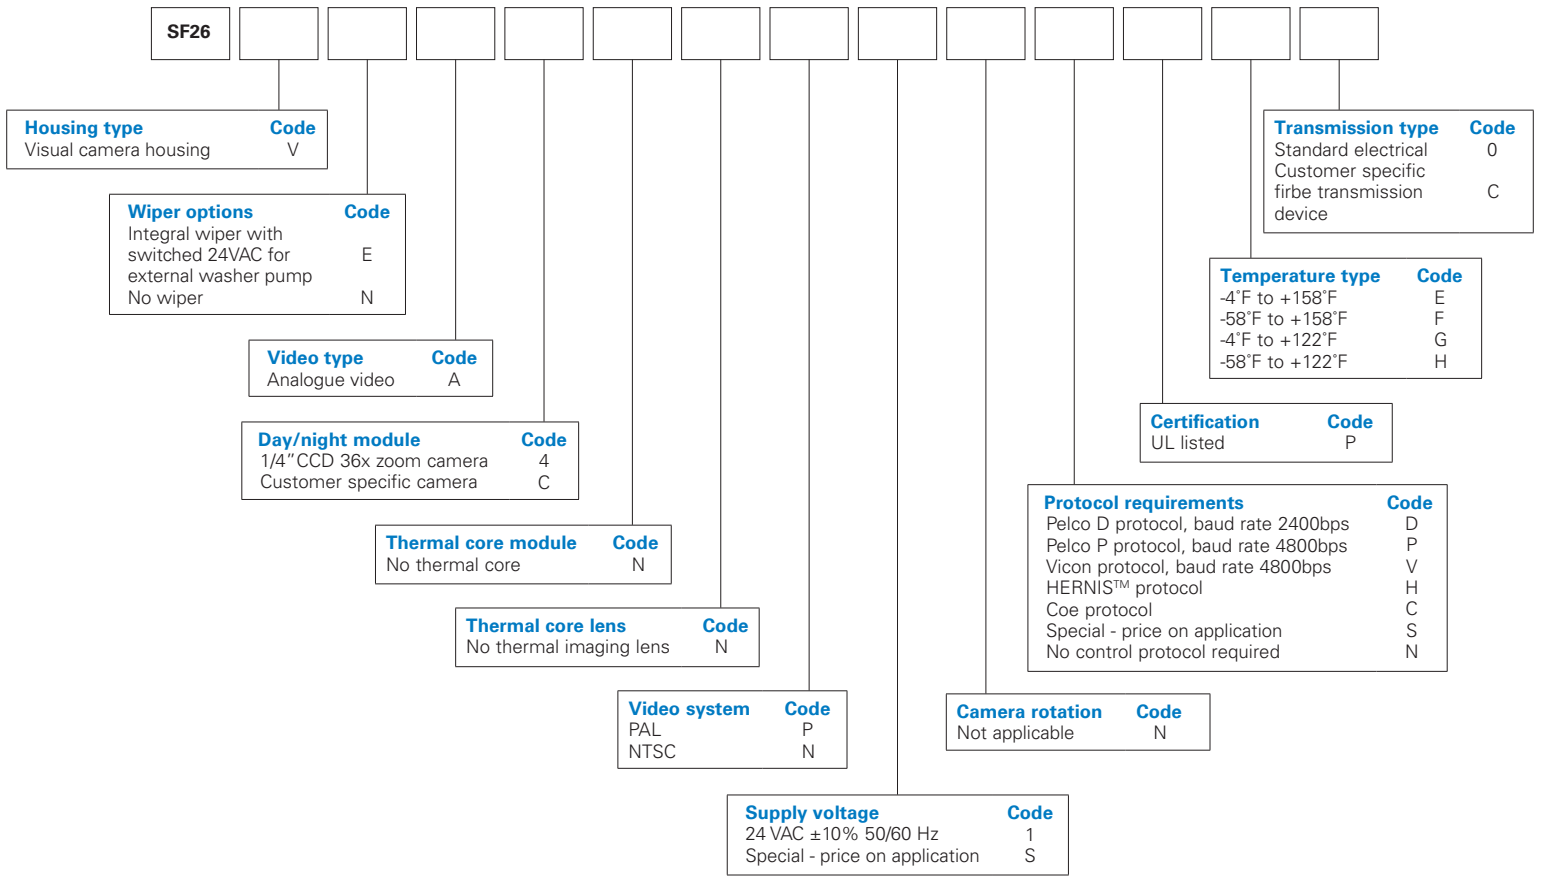 SF26
Housing type Code
Visual camera housing V
Wiper options Code
Integral wiper with
switched 24VAC for E
external washer pump
No wiper N
Video type Code
Analogue video A
Day/night module Code
1/4” CCD 36x zoom camera 4
Customer specific camera C
Thermal core module Code
No thermal core N
Thermal core lens Code
No thermal imaging lens N
Video system Code
PAL P
NTSC N
Supply voltage Code
24 VAC ±10% 50/60 Hz 1
Special - price on application S
Camera rotation Code
Not applicable N
Protocol requirements Code
Pelco D protocol, baud rate 2400bps D
Pelco P protocol, baud rate 4800bps P
Vicon protocol, baud rate 4800bps V
HERNIS™ protocol H
Coe protocol C
Special - price on application S
No control protocol required N
Certification Code
UL listed P
Temperature type Code
-4˚F to +158˚F E
-58˚F to +158˚F F
-4˚F to +122˚F G
-58˚F to +122˚F H
Transmission type Code
Standard electrical 0
Customer specific
firbe transmission C
device